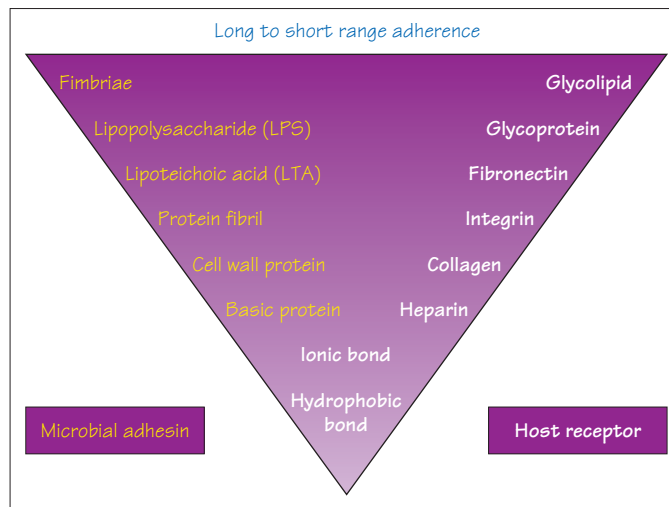 Long to short range adherence
Fimbriae Glycolipid
Lipopolysaccharide (LPS) Glycoprotein
Lipoteichoic acid (LTA) Fibronectin
Protein fibril Integrin
Cell wall protein Collagen
Basic protein Heparin
Ionic bond
Hydrophobic
bond
Microbial adhesin Host receptor